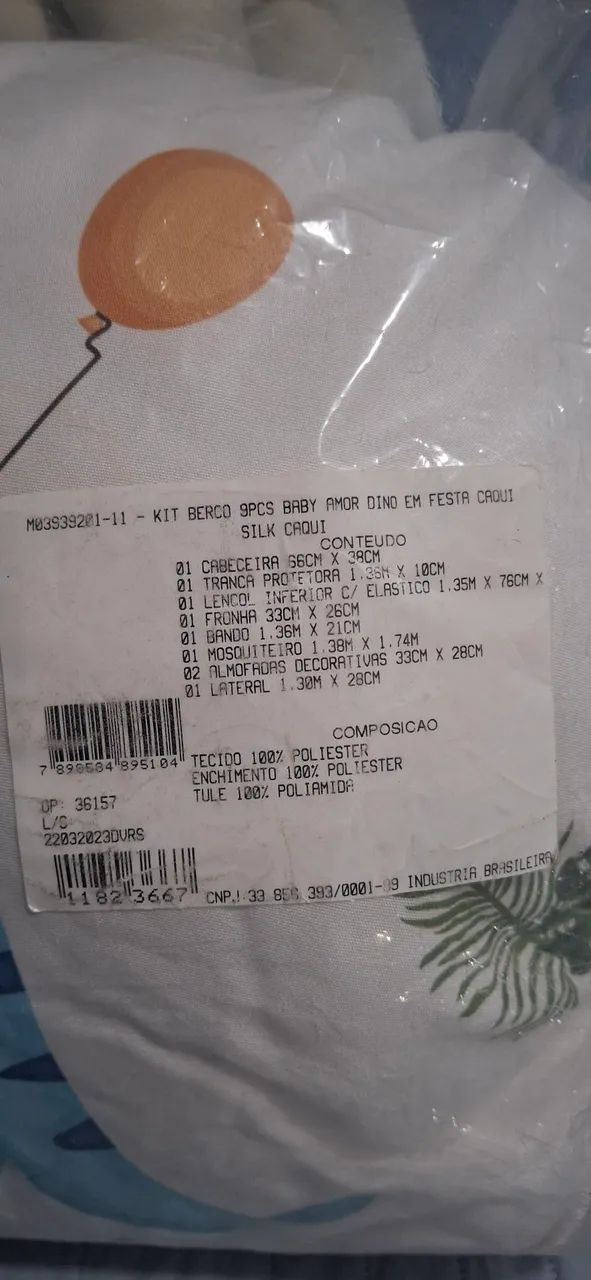 M03939201-11 - KIT BERCO 9PCS BABY AMOR DINO EM FESTA CAQUI
SILK CAQUI
CONTEUDO
01 CABECEIRA 66CM X 38CM
01 TRANCA PROTETORA 1.36M X 10CM
01 LENCOL INFERIOR C/ ELASTICO 1.35M X 76CM X
01 FRONHA 33CM X 26CM
01 BANDO 1.36M X 21CM
01 MOSQUITEIRO 1.38M X 1.74M
02 ALMOFADAS DECORATIVAS 33CM X 28CM
01 LATERAL 1.30M X 28CM
COMPOSICAO
TECIDO 100% POLIESTER
ENCHIMENTO 100% POLIESTER
TULE 100% POLIAMIDA
895104
OP: 36157
22032023DVRS
1182 3667
INDUSTRIA BRASILEIRA